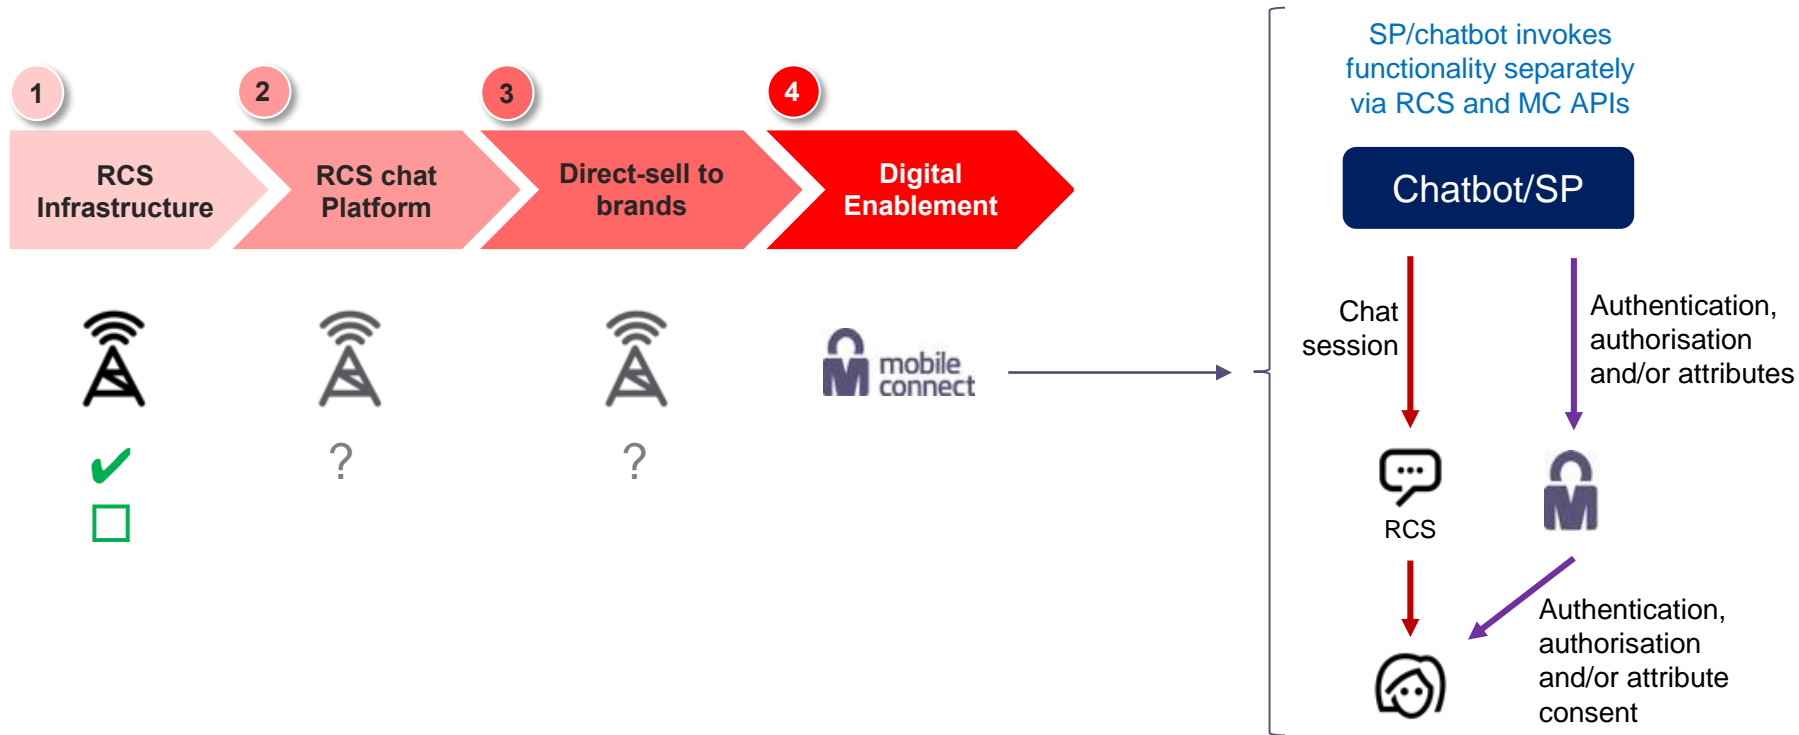 1
2
3
4
RCS
Infrastructure
RCS chat
Platform
Direct-sell to
brands
Digital
Enablement
?
?
mobile
connect
SP/chatbot invokes
functionality separately
via RCS and MC APIs
Chatbot/SP
Chat
session
Authentication,
authorisation
and/or attributes
RCS
Authentication,
authorisation
and/or attribute
consent